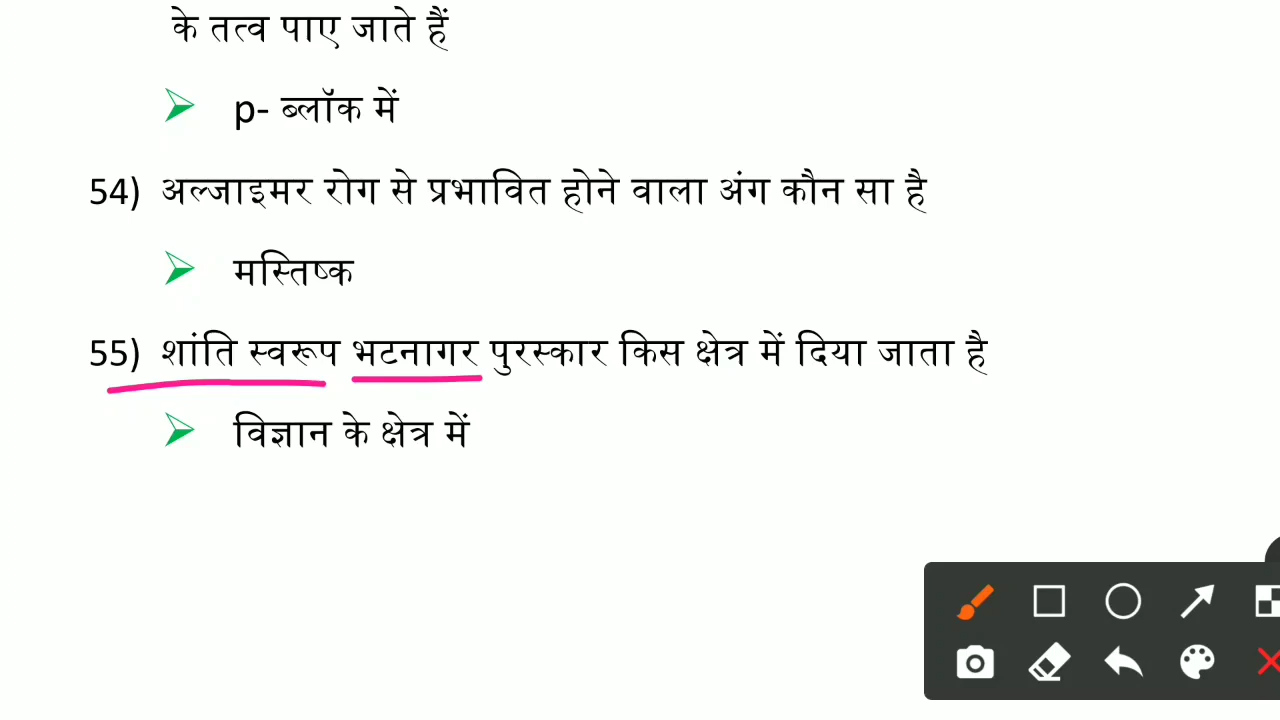 के तत्व पाए जाते हैं
p- ब्लॉक में
54) अल्जाइमर रोग से प्रभावित होने वाला अंग कौन सा है
मस्तिष्क
55) शांति स्वरूप भटनागर पुरस्कार किस क्षेत्र में दिया जाता है
विज्ञान के क्षेत्र में